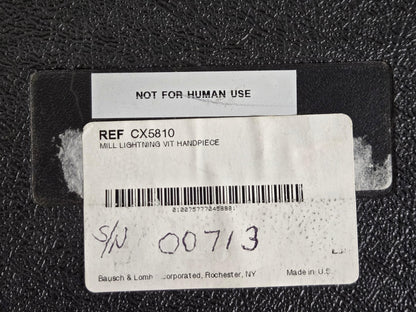 NOT FOR HUMAN USE
REF CX5810
MILL LIGHTNING VIT HANDPIECE
S/N 00713
Bausch & Lomb Incorporated, Rochester, NY Made in U.S.